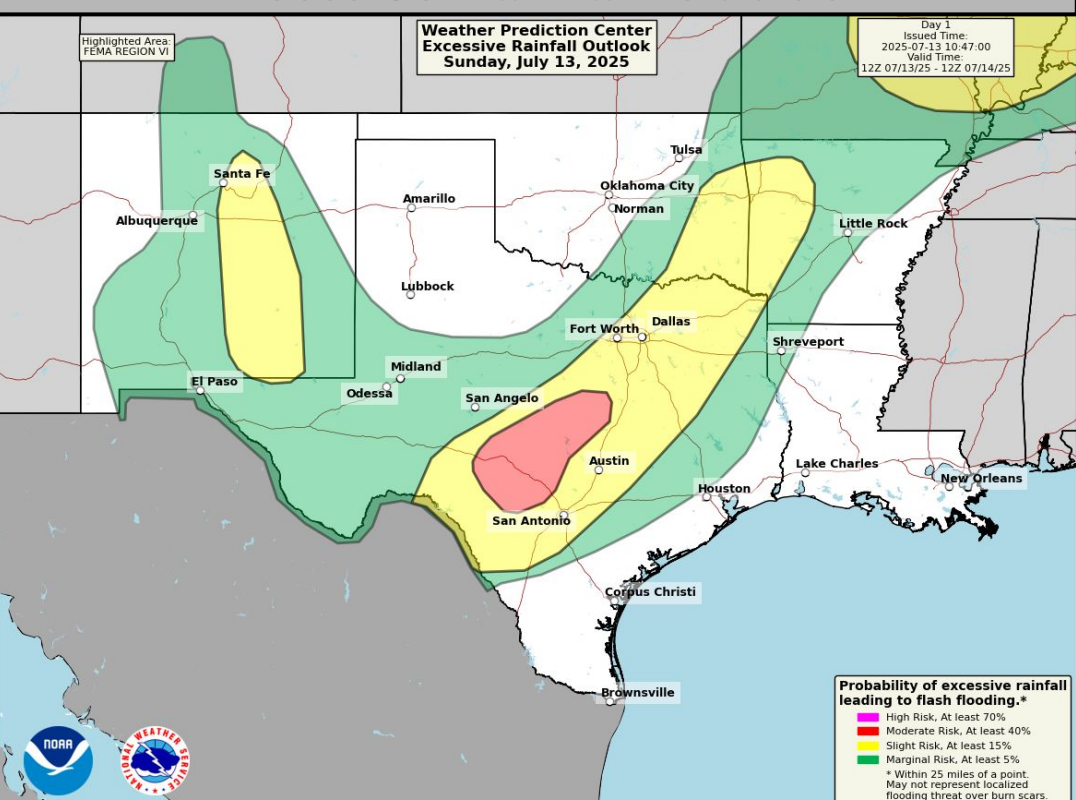 Weather Prediction Center
Excessive Rainfall Outlook
Sunday, July 13, 2025
Highlighted Area:
FEMA REGION VI
Day 1
Issued Time:
2025-07-13 10:47:00
Valid Time:
12Z 07/13/25 - 12Z 07/14/25
Tulsa
Santa Fe
Oklahoma City
Amarillo
Norman
Albuquerque
Little Rock
Lubbock
Fort Worth
Dallas
Shreveport
Midland
El Paso
Odessa
San Angelo
Austin
Lake Charles
New Orleans
Houston
San Antonio
Corpus Christi
Brownsville
Probability of excessive rainfall
leading to flash flooding.*
High Risk, At least 70%
Moderate Risk, At least 40%
Slight Risk, At least 15%
Marginal Risk, At least 5%
* Within 25 miles of a point.
May not represent localized
flooding threat over burn scars.
NOAA
NATIONAL WEATHER SERVICE